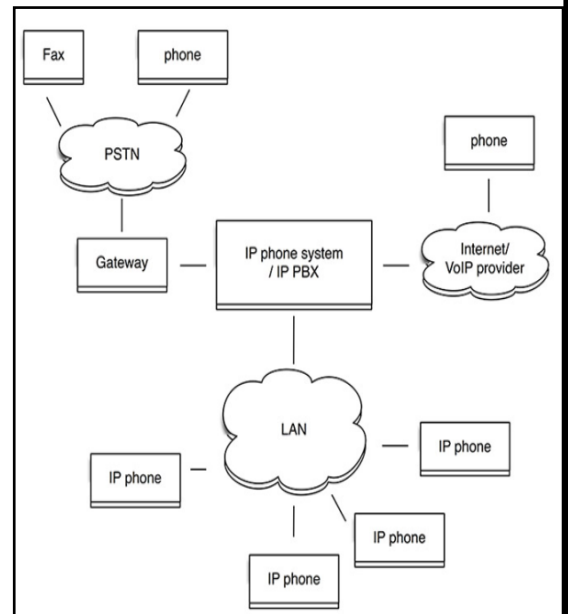 Fax
phone
PSTN
phone
Gateway
IP phone system
/ IP PBX
Internet/
VoIP provider
LAN
IP phone
IP phone
IP phone
IP phone